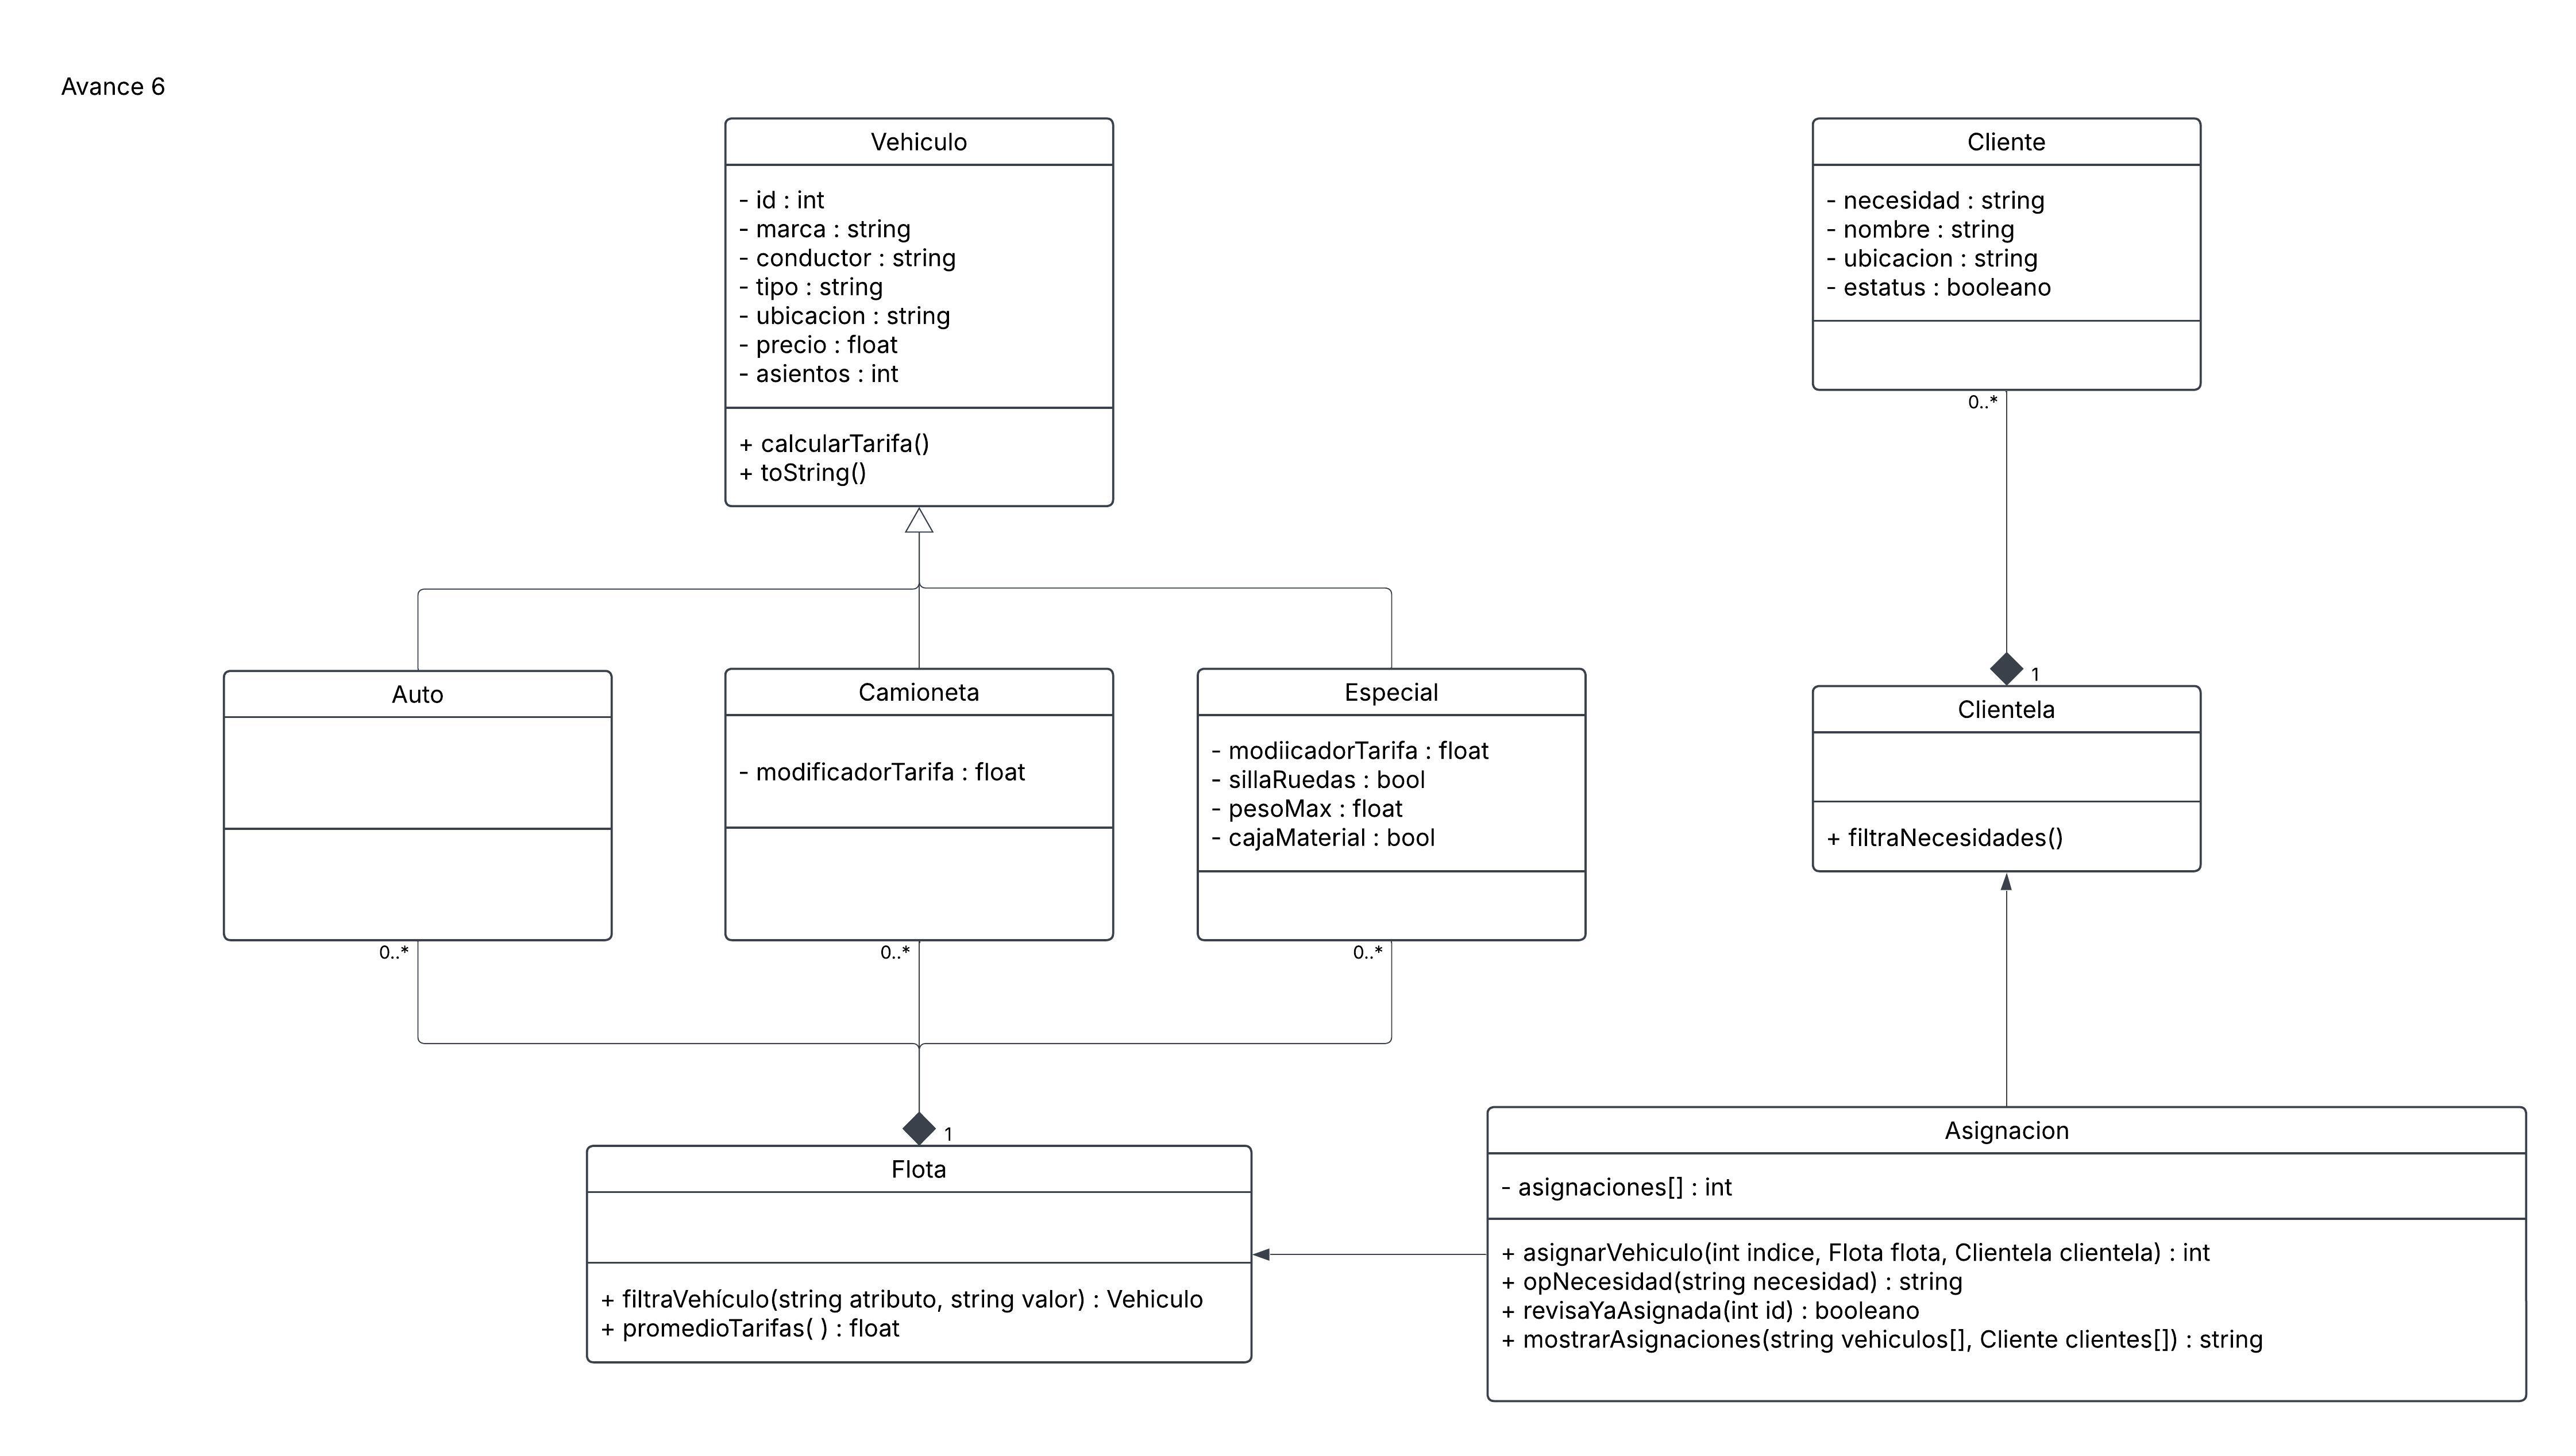 Avance 6
Vehiculo
- id : int
- marca : string
- conductor : string
- tipo : string
- ubicacion : string
- precio : float
- asientos : int
+ calcularTarifa()
+ toString()
Cliente
- necesidad : string
- nombre : string
- ubicacion : string
- estatus : booleano
0..*
Auto
0..*
Camioneta
- modificadorTarifa : float
0..*
Especial
- modiicadorTarifa : float
- sillaRuedas : bool
- pesoMax : float
- cajaMaterial : bool
0..*
1
Clientela
+ filtraNecesidades()
1
Flota
+ filtraVehículo(string atributo, string valor) : Vehiculo
+ promedioTarifas( ) : float
Asignacion
- asignaciones[] : int
+ asignarVehiculo(int indice, Flota flota, Clientela clientela) : int
+ opNecesidad(string necesidad) : string
+ revisaYaAsignada(int id) : booleano
+ mostrarAsignaciones(string vehiculos[], Cliente clientes[]) : string